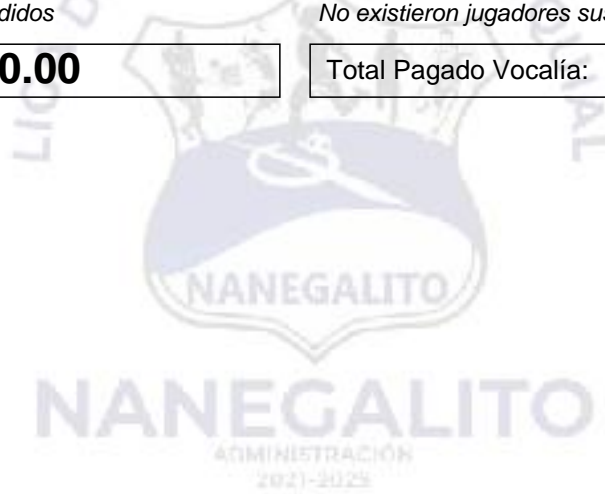 didos
No existieron jugadores sus
0.00
Total Pagado Vocalía:
NANEGALITO
NANEGALITO
ADMINISTRACIÓN
2021-2025